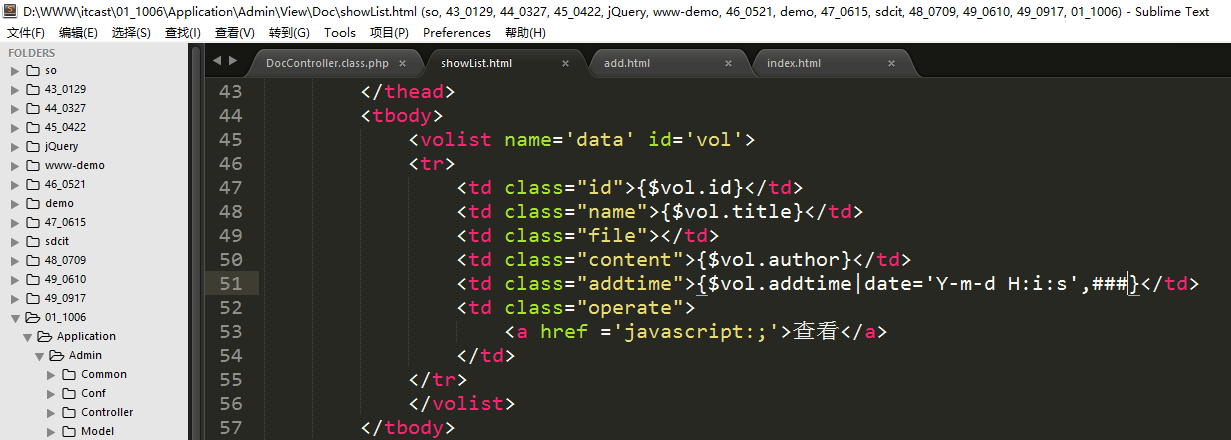 D:\WWW\itcast\01_1006\Application\Admin\View\Doc\showList.html (so, 43_0129, 44_0327, 45_0422, jQuery, www-demo, 46_0521, demo, 47_0615, sdcit, 48_0709, 49_0610, 49_0917, 01_1006) - Sublime Text
文件(F) 编辑(E) 选择(S) 查找(I) 查看(V) 转到(G) Tools 项目(P) Preferences 帮助(H)
FOLDERS
so
43_0129
44_0327
45_0422
jQuery
www-demo
46_0521
demo
47_0615
sdcit
48_0709
49_0610
49_0917
01_1006
Application
Admin
Common
Conf
Controller
Model
DocController.class.php × showList.html × add.html × index.html ×
43 </thead>
44 <tbody>
45 <volist name='data' id='vol'>
46 <tr>
47 <td class="id">{$vol.id}</td>
48 <td class="name">{$vol.title}</td>
49 <td class="file"></td>
50 <td class="content">{$vol.author}</td>
51 <td class="addtime">{$vol.addtime|date='Y-m-d H:i:s',###}</td>
52 <td class="operate">
53 <a href ='javascript:;'>查看</a>
54 </td>
55 </tr>
56 </volist>
57 </tbody>